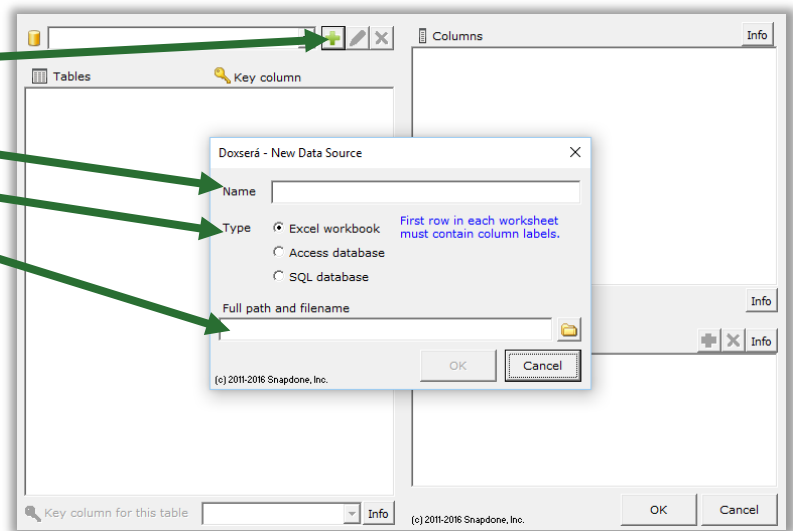 Columns
Info
Tables
Key column
Doxserá - New Data Source
Name
Type
Excel workbook
First row in each worksheet
must contain column labels.
Access database
SQL database
Full path and filename
OK
Cancel
(c) 2011-2016 Snapdone, Inc.
Info
Info
Key column for this table
Info
(c) 2011-2016 Snapdone, Inc.
OK
Cancel